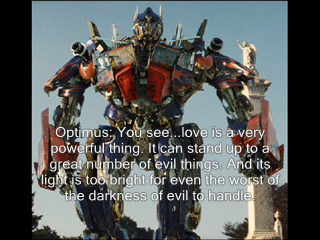 Optimus: You see...love is a very
powerful thing. It can stand up to a
great number of evil things. And its
light is too bright for even the worst of
the darkness of evil to handle.